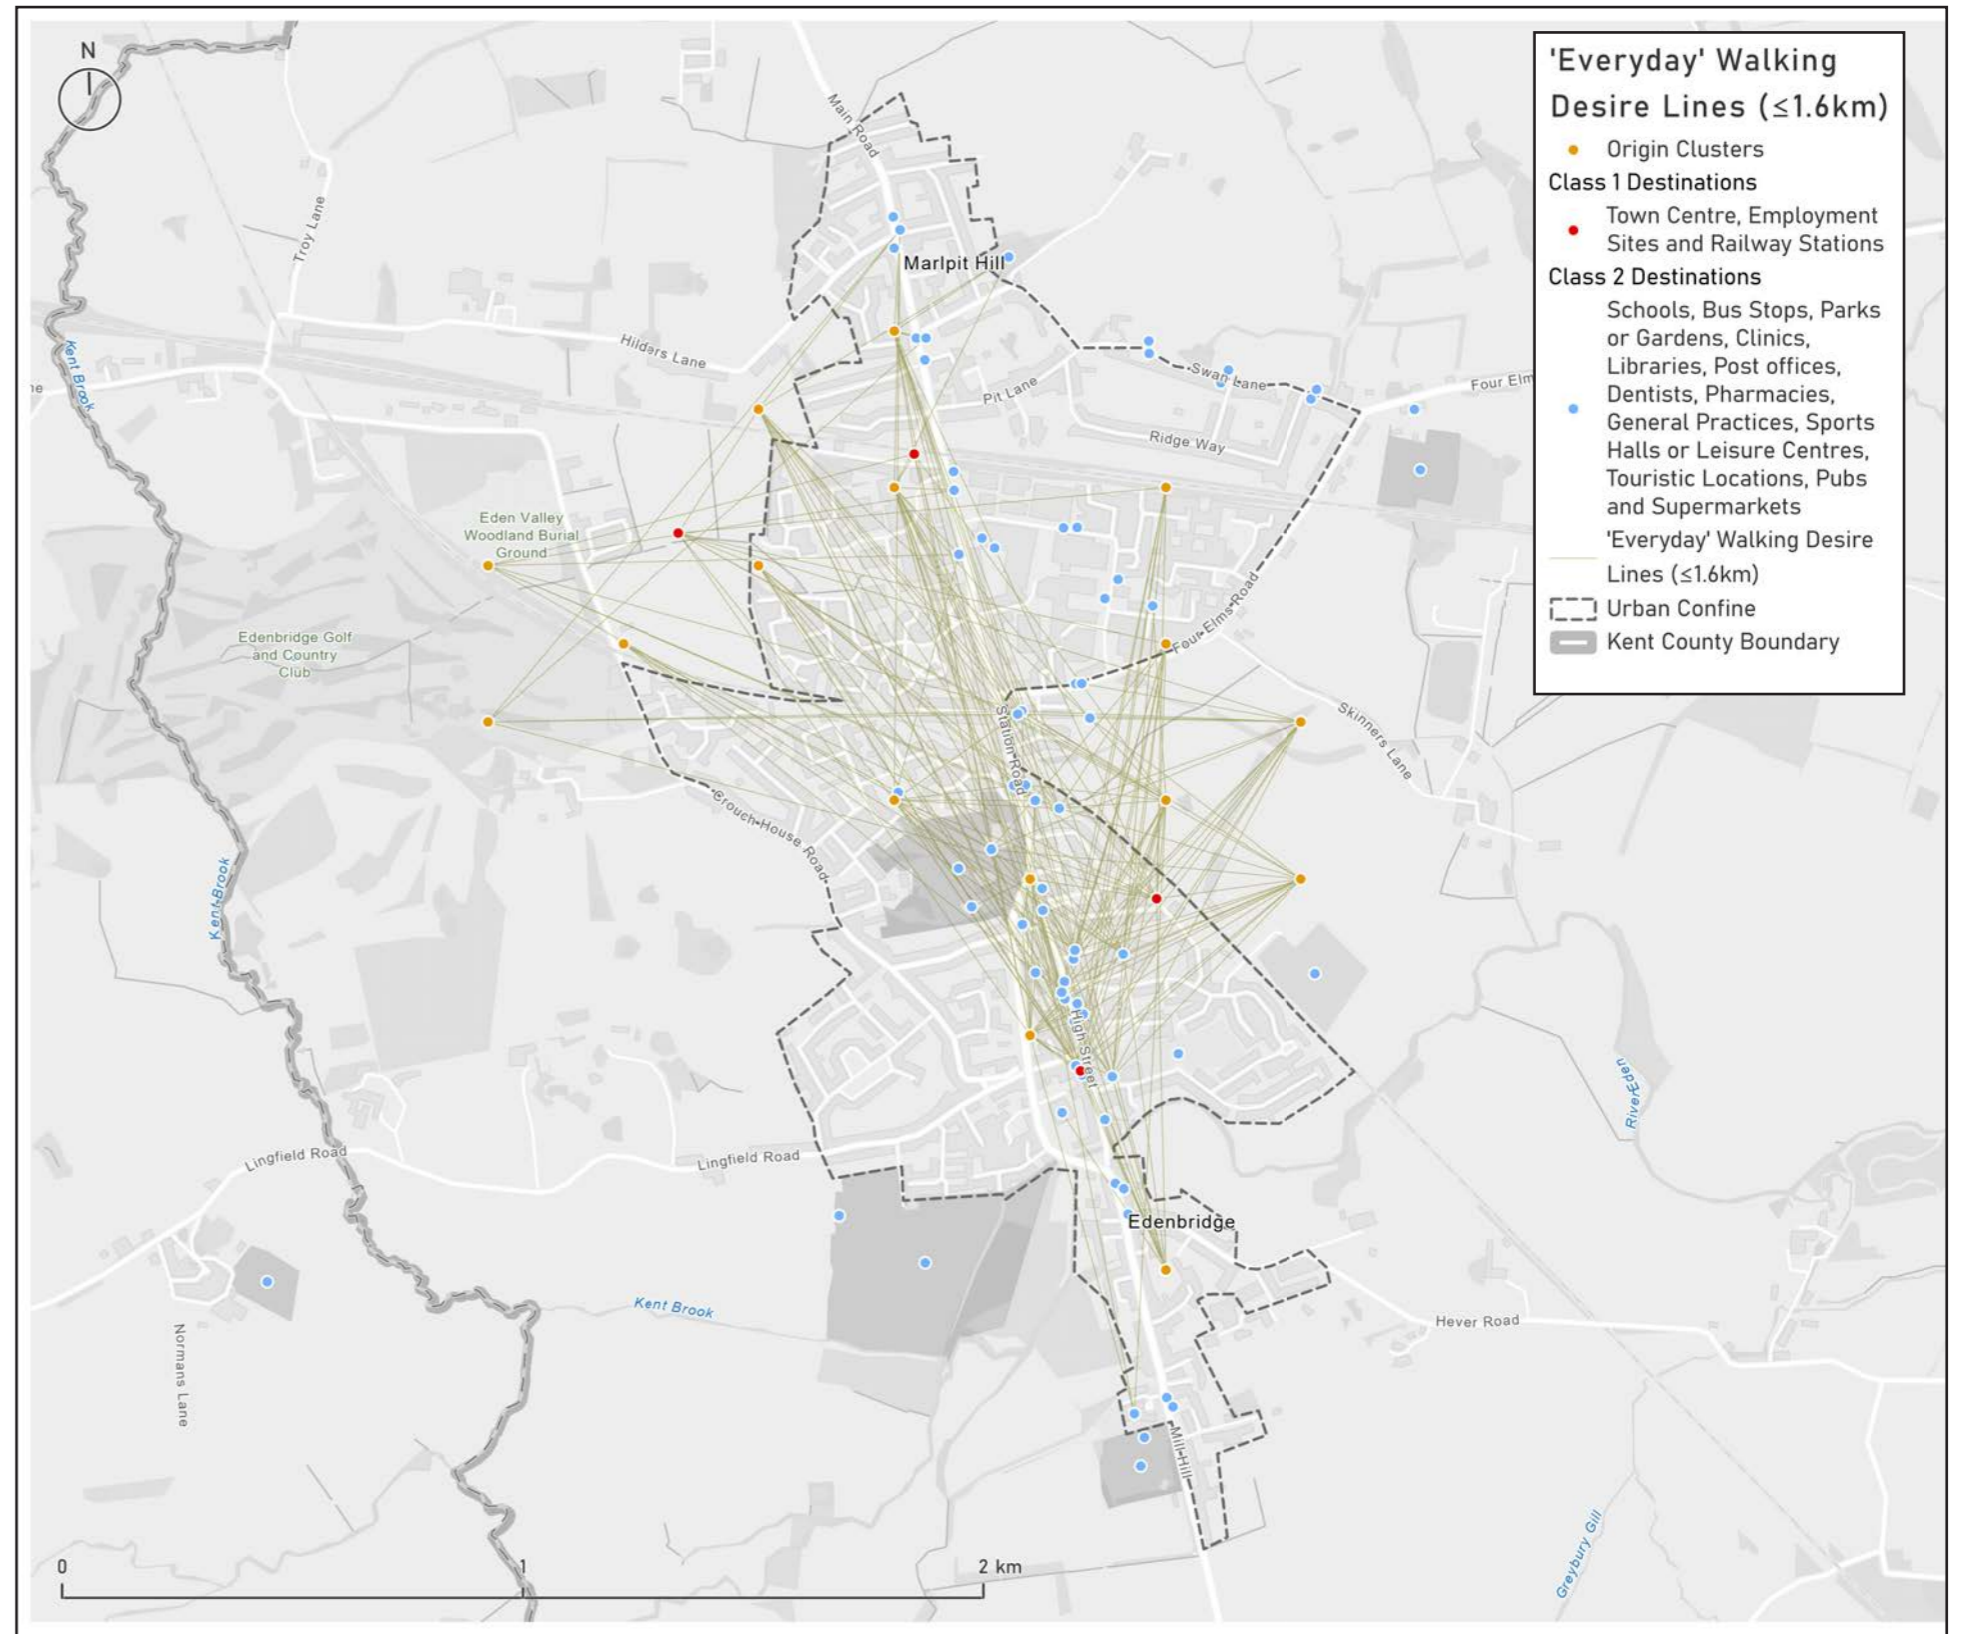 N
'Everyday' Walking
Desire Lines (≤1.6km)
Origin Clusters
Class 1 Destinations
Town Centre, Employment
Sites and Railway Stations
Class 2 Destinations
Schools, Bus Stops, Parks
or Gardens, Clinics,
Libraries, Post offices,
Dentists, Pharmacies,
General Practices, Sports
Halls or Leisure Centres,
Touristic Locations, Pubs
and Supermarkets
'Everyday' Walking Desire
Lines (≤1.6km)
Urban Confine
Kent County Boundary
Main Road
Troy Lane
Marlpit Hill
Kent Brook
Hilders Lane
Swan Lane
Four Elm
Pit Lane
ne
Ridge Way
Eden Valley
Woodland Burial
Ground
Four Elms Road
Edenbridge Golf
and Country
Club
Station Road
Skinners Lane
Crouch House Road
Kent Brook
High Street
River Eden
Lingfield Road
Lingfield Road
Edenbridge
Kent Brook
Hever Road
Normans Lane
Mill Hill
Greybury Gill
0 1 2 km